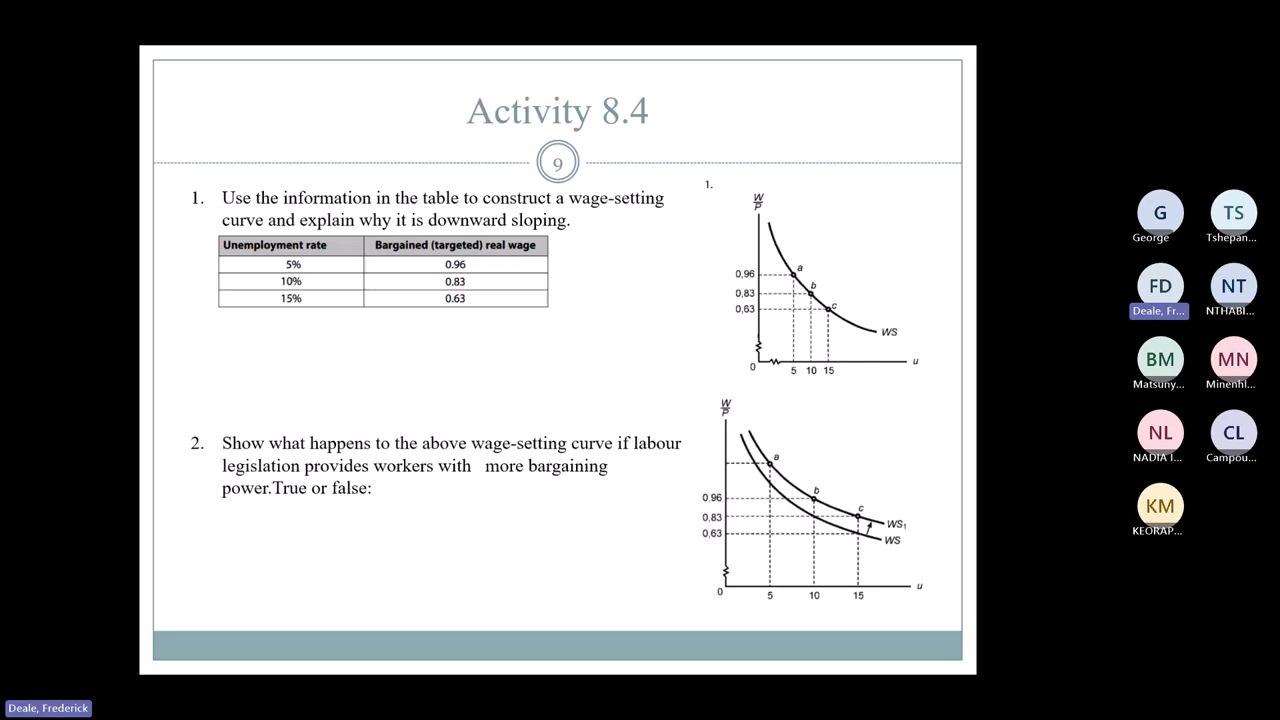 Activity 8.4
9
1. Use the information in the table to construct a wage-setting
curve and explain why it is downward sloping.
Unemployment rate Bargained (targeted) real wage
5% 0.96
10% 0.83
15% 0.63
1.
W
P
0,96
0,83
0,63
a
b
c
WS
0
5 10 15
u
2. Show what happens to the above wage-setting curve if labour
legislation provides workers with more bargaining
power.True or false:
W
P
0,96
0,83
0,63
a
b
c
WS₁
WS
0
5 10 15
u
G TS
George Tshepan...
FD NT
Deale, Fr... NTHABI...
BM MN
Matsuny... Minenhl...
NL CL
NADIA I... Campou...
KM
KEORAP...
Deale, Frederick